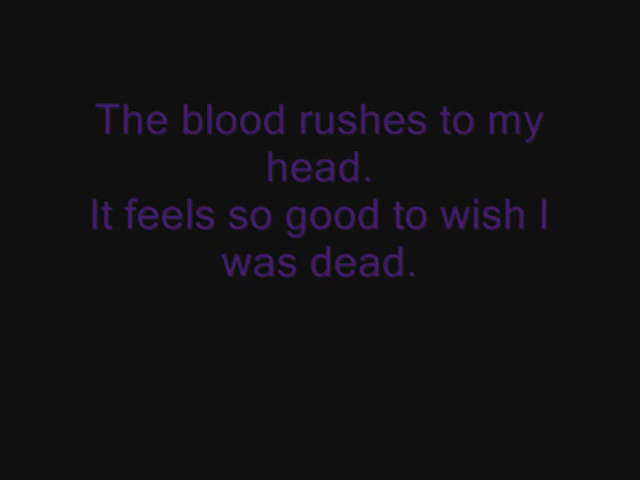 The blood rushes to my
head.
It feels so good to wish I
was dead.